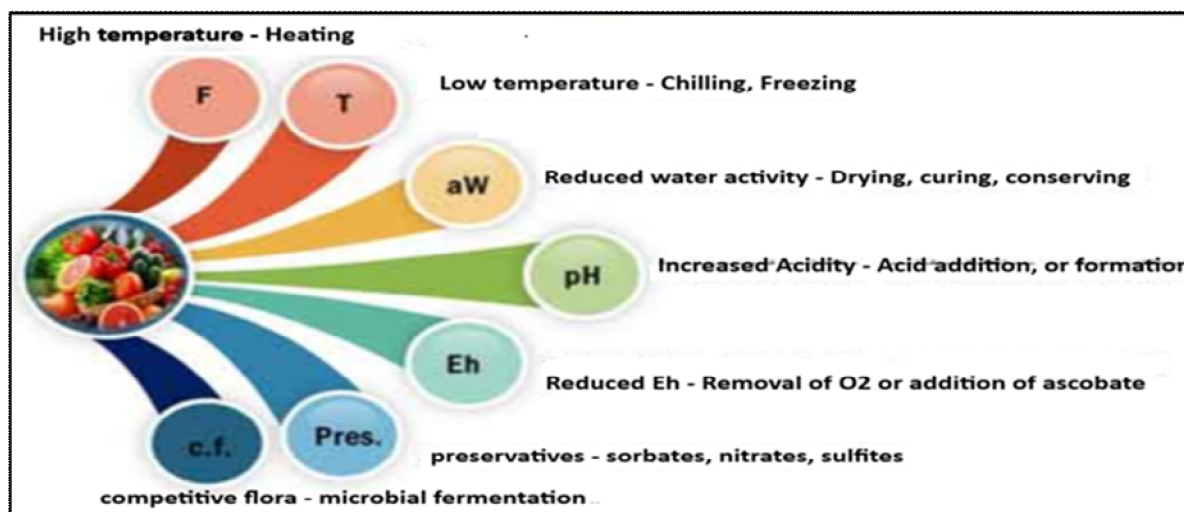 High temperature - Heating
F
T
Low temperature - Chilling, Freezing
aW
Reduced water activity - Drying, curing, conserving
pH
Increased Acidity - Acid addition, or formation
Eh
Reduced Eh - Removal of O2 or addition of ascobate
c.f.
Pres.
preservatives - sorbates, nitrates, sulfites
competitive flora - microbial fermentation